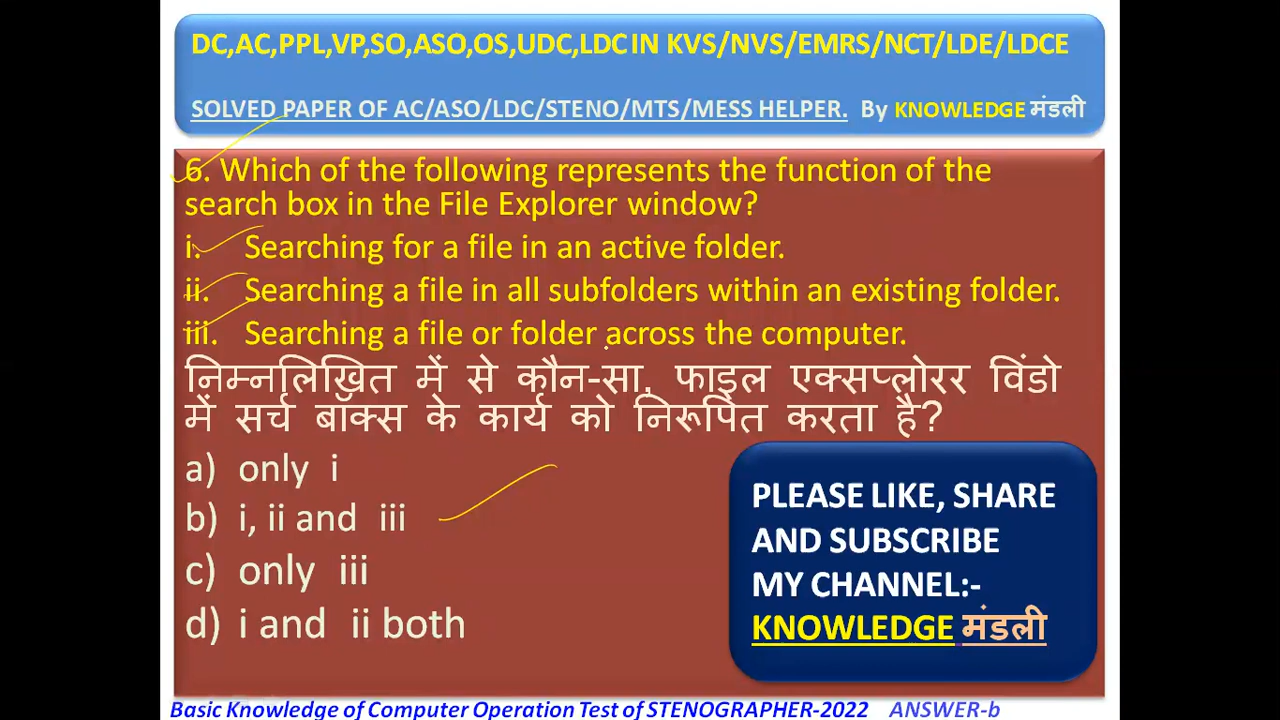 DC,AC,PPL,VP,SO,ASO,OS,UDC,LDC IN KVS/NVS/EMRS/NCT/LDE/LDCE
SOLVED PAPER OF AC/ASO/LDC/STENO/MTS/MESS HELPER. By KNOWLEDGE मंडली
6. Which of the following represents the function of the
search box in the File Explorer window?
i. Searching for a file in an active folder.
ii. Searching a file in all subfolders within an existing folder.
iii. Searching a file or folder across the computer.
निम्नलिखित में से कौन-सा, फाइल एक्सप्लोरर विंडो
में सर्च बॉक्स के कार्य को निरूपित करता है?
a) only i
b) i, ii and iii
c) only iii
d) i and ii both
PLEASE LIKE, SHARE
AND SUBSCRIBE
MY CHANNEL:-
KNOWLEDGE मंडली
Basic Knowledge of Computer Operation Test of STENOGRAPHER-2022 ANSWER-b